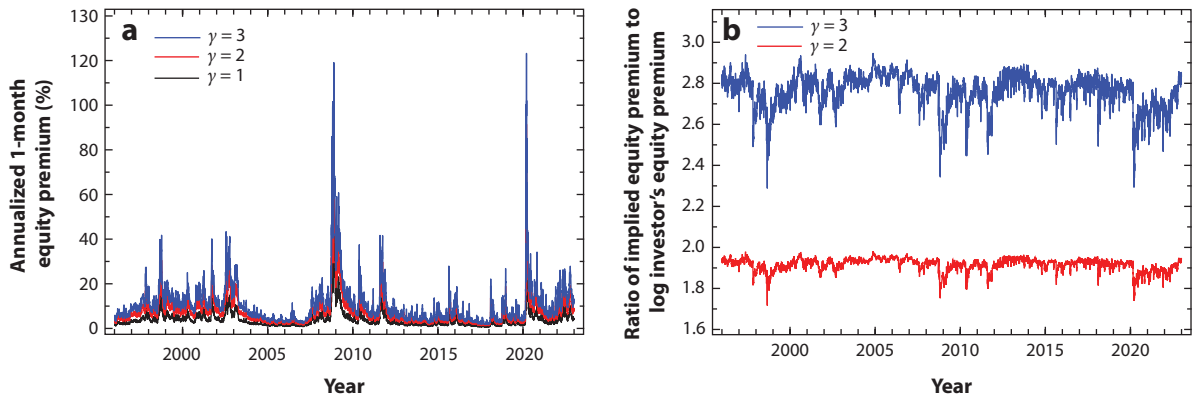 a
γ = 3
γ = 2
γ = 1
Annualized 1-month
equity premium (%)
130
120
100
80
60
40
20
10
0
2000
2005
2010
2015
2020
Year
b
γ = 3
γ = 2
Ratio of implied equity premium to
log investor's equity premium
3.0
2.8
2.6
2.4
2.2
2.0
1.8
1.6
2000
2005
2010
2015
2020
Year